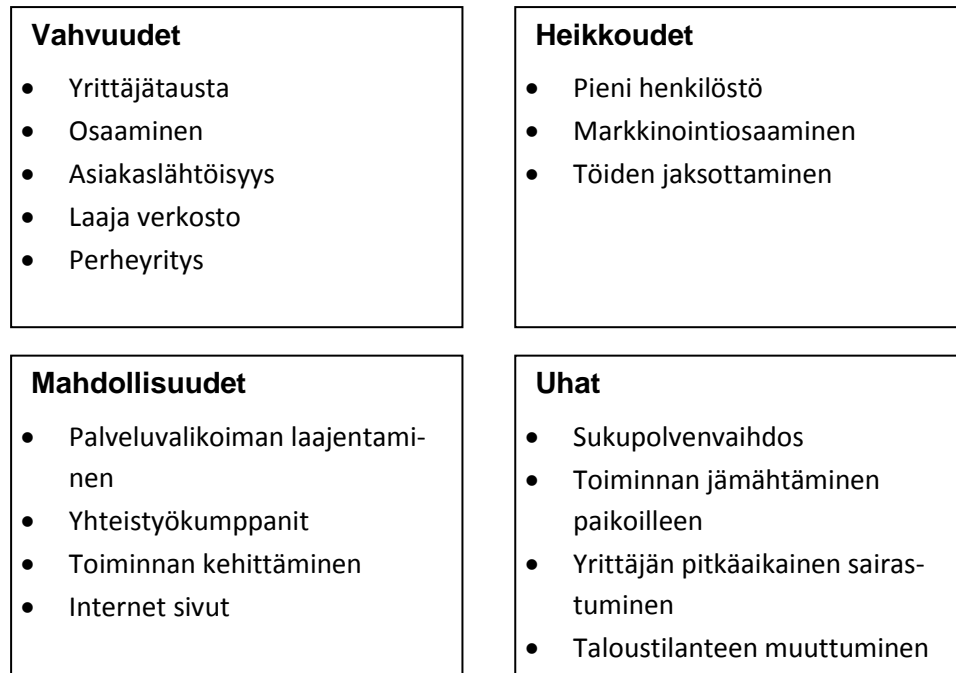 Vahvuudet
• Yrittäjätausta
• Osaaminen
• Asiakaslähtöisyys
• Laaja verkosto
• Perheyritys
Heikkoudet
• Pieni henkilöstö
• Markkinointiosaaminen
• Töiden jaksottaminen
Mahdollisuudet
• Palveluvalikoiman laajentami-
nen
• Yhteistyökumppanit
• Toiminnan kehittäminen
• Internet sivut
Uhat
• Sukupolvenvaihdos
• Toiminnan jämähtäminen
paikoilleen
• Yrittäjän pitkäaikainen sairas-
tuminen
• Taloustilanteen muuttuminen